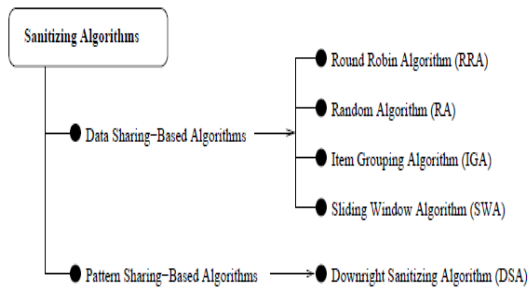 Sanitizing Algorithms
Round Robin Algorithm (RRA)
Random Algorithm (RA)
Data Sharing-Based Algorithms
Item Grouping Algorithm (IGA)
Sliding Window Algorithm (SWA)
Pattern Sharing-Based Algorithms
Downright Sanitizing Algorithm (DSA)